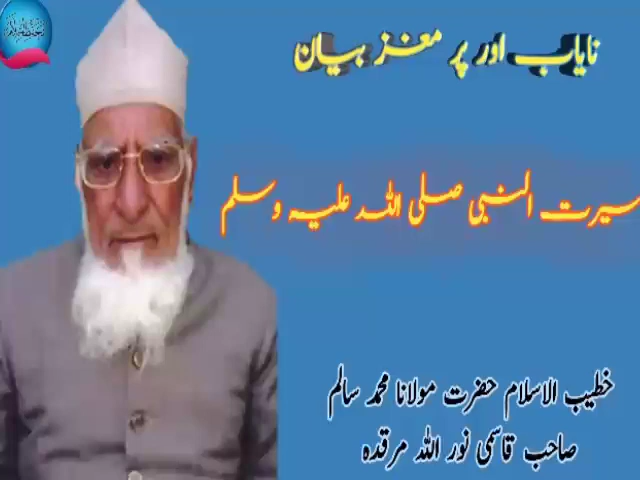 نایاب اور پر مغز بیان
سیرت النبی صلی اللہ علیہ وسلم
خطیب الاسلام حضرت مولانا محمد سالم
صاحب قاسمی نور اللہ مرقدہ